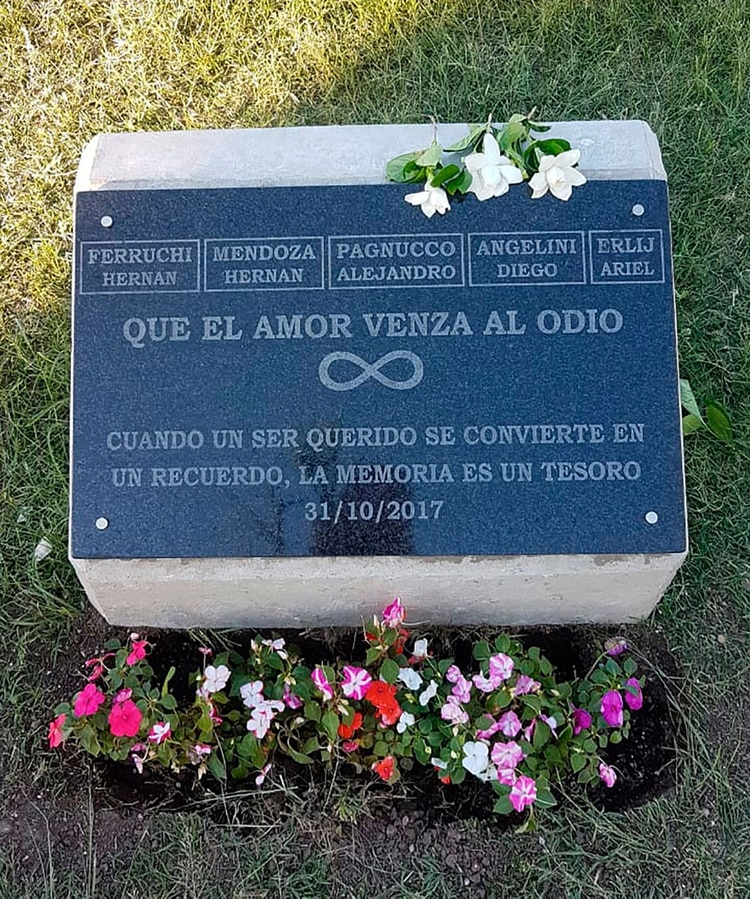 FERRUCHI HERNAN
MENDOZA HERNAN
PAGNUCCO ALEJANDRO
ANGELINI DIEGO
ERLIJ ARIEL
QUE EL AMOR VENZA AL ODIO
CUANDO UN SER QUERIDO SE CONVIERTE EN
UN RECUERDO, LA MEMORIA ES UN TESORO
31/10/2017